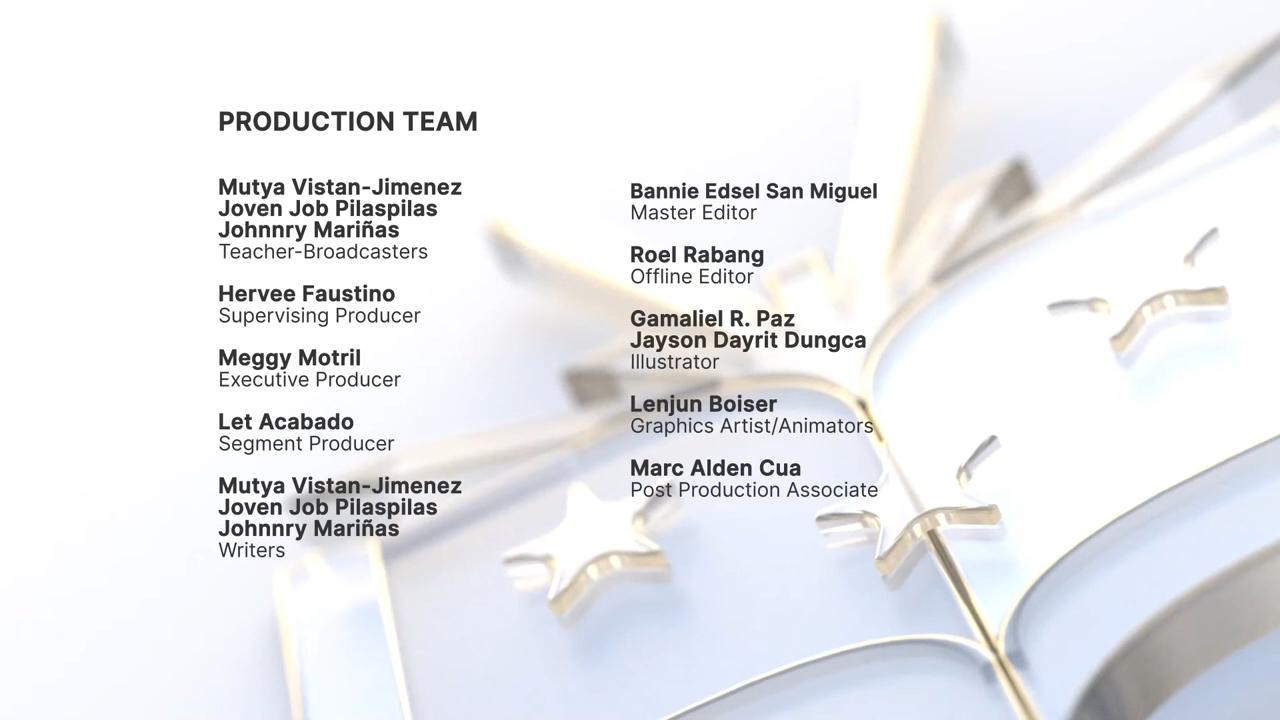 PRODUCTION TEAM
Mutya Vistan-Jimenez
Joven Job Pilaspilas
Johnnry Mariñas
Teacher-Broadcasters
Hervee Faustino
Supervising Producer
Meggy Motril
Executive Producer
Let Acabado
Segment Producer
Mutya Vistan-Jimenez
Joven Job Pilaspilas
Johnnry Mariñas
Writers
Bannie Edsel San Miguel
Master Editor
Roel Rabang
Offline Editor
Gamaliel R. Paz
Jayson Dayrit Dungca
Illustrator
Lenjun Boiser
Graphics Artist/Animators
Marc Alden Cua
Post Production Associate